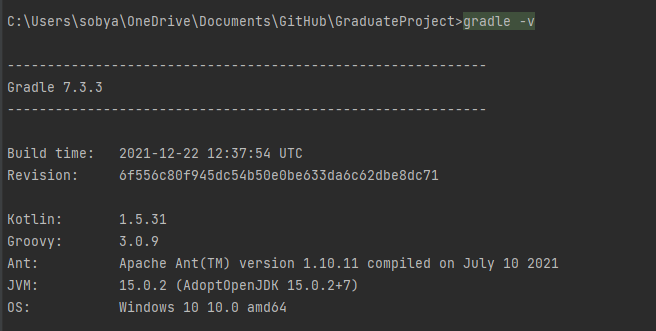 C:\Users\sobya\OneDrive\Documents\GitHub\GraduateProject>gradle -v
------------------------------------------------------------
Gradle 7.3.3
------------------------------------------------------------
Build time:   2021-12-22 12:37:54 UTC
Revision:     6f556c80f945dc54b50e0be633da6c62dbe8dc71
Kotlin:       1.5.31
Groovy:       3.0.9
Ant:          Apache Ant(TM) version 1.10.11 compiled on July 10 2021
JVM:          15.0.2 (AdoptOpenJDK 15.0.2+7)
OS:           Windows 10 10.0 amd64